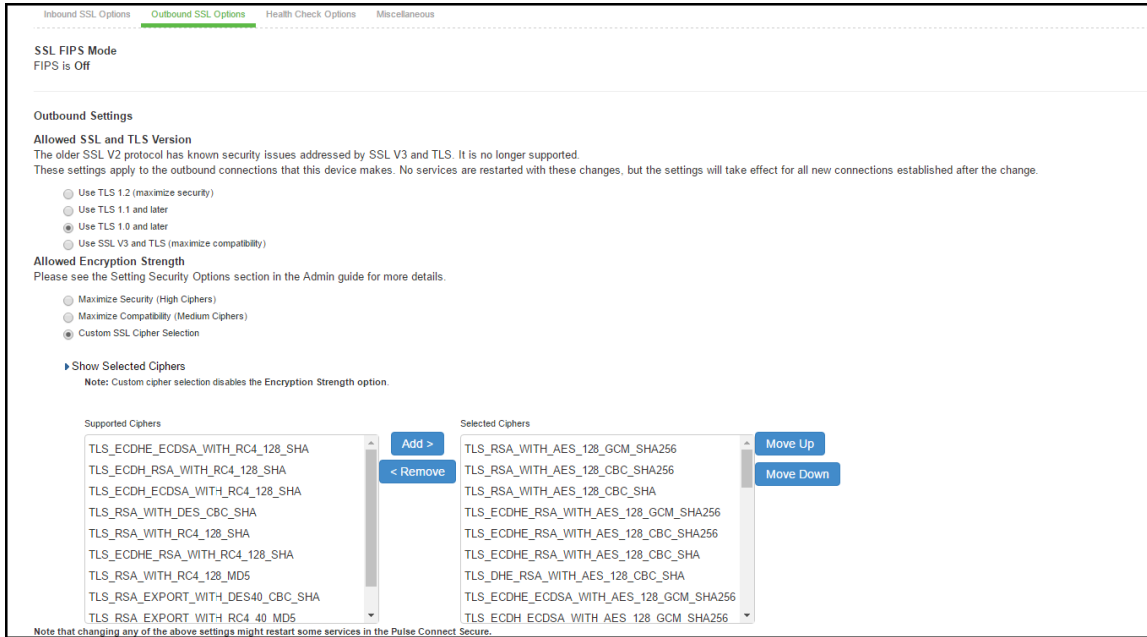 Inbound SSL Options Outbound SSL Options Health Check Options Miscellaneous
SSL FIPS Mode
FIPS is Off
Outbound Settings
Allowed SSL and TLS Version
The older SSL V2 protocol has known security issues addressed by SSL V3 and TLS. It is no longer supported.
These settings apply to the outbound connections that this device makes. No services are restarted with these changes, but the settings will take effect for all new connections established after the change.
Use TLS 1.2 (maximize security)
Use TLS 1.1 and later
Use TLS 1.0 and later
Use SSL V3 and TLS (maximize compatibility)
Allowed Encryption Strength
Please see the Setting Security Options section in the Admin guide for more details.
Maximize Security (High Ciphers)
Maximize Compatibility (Medium Ciphers)
Custom SSL Cipher Selection
Show Selected Ciphers
Note: Custom cipher selection disables the Encryption Strength option.
Supported Ciphers
TLS_ECDHE_ECDSA_WITH_RC4_128_SHA
TLS_ECDH_RSA_WITH_RC4_128_SHA
TLS_ECDH_ECDSA_WITH_RC4_128_SHA
TLS_RSA_WITH_DES_CBC_SHA
TLS_RSA_WITH_RC4_128_SHA
TLS_ECDHE_RSA_WITH_RC4_128_SHA
TLS_RSA_WITH_RC4_128_MD5
TLS_RSA_EXPORT_WITH_DES40_CBC_SHA
TLS_RSA_EXPORT_WITH_RC4_40_MD5
Add >
< Remove
Selected Ciphers
TLS_RSA_WITH_AES_128_GCM_SHA256
TLS_RSA_WITH_AES_128_CBC_SHA256
TLS_RSA_WITH_AES_128_CBC_SHA
TLS_ECDHE_RSA_WITH_AES_128_GCM_SHA256
TLS_ECDHE_RSA_WITH_AES_128_CBC_SHA256
TLS_ECDHE_RSA_WITH_AES_128_CBC_SHA
TLS_DHE_RSA_WITH_AES_128_CBC_SHA
TLS_ECDHE_ECDSA_WITH_AES_128_GCM_SHA256
TLS_ECDH_ECDSA_WITH_AES_128_GCM_SHA256
Move Up
Move Down
Note that changing any of the above settings might restart some services in the Pulse Connect Secure.